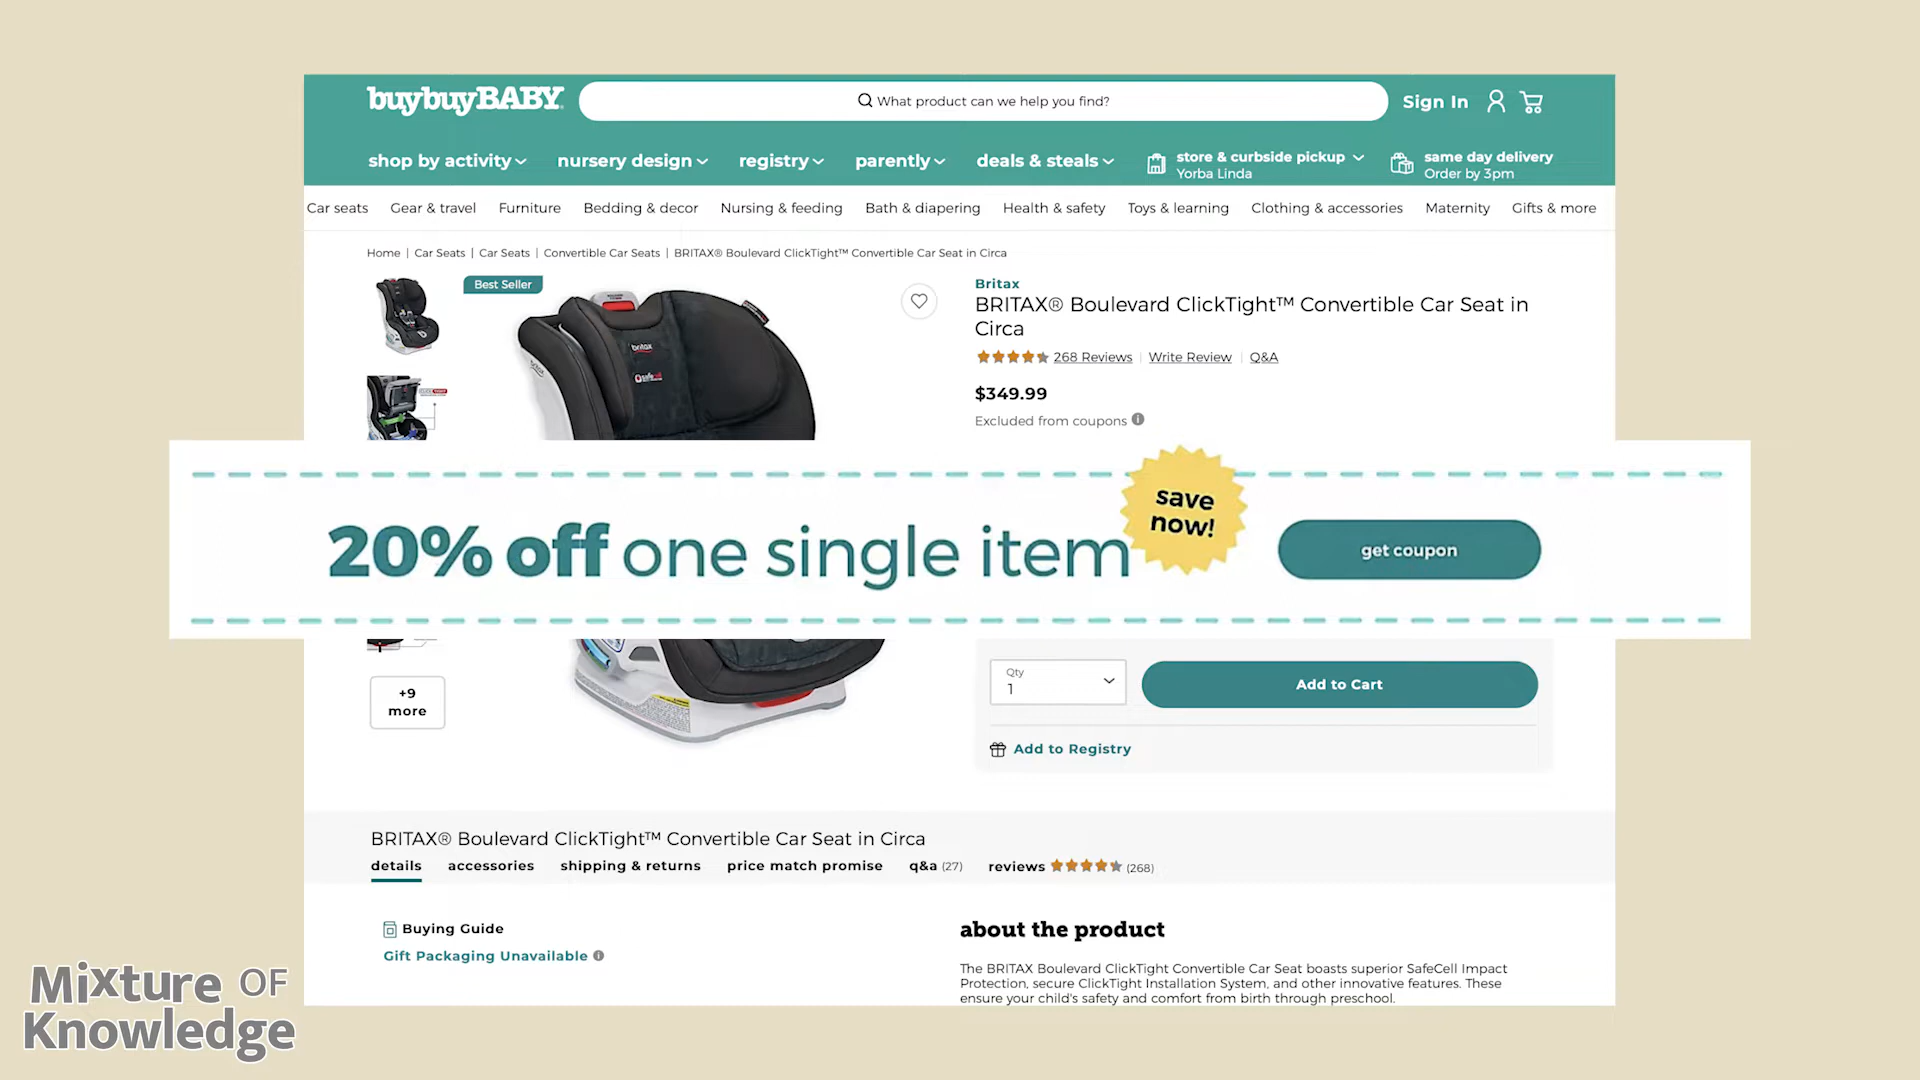 buybuyBABY
What product can we help you find?
Sign In
shop by activity
nursery design
registry
parently
deals & steals
store & curbside pickup
Yorba Linda
same day delivery
Order by 3pm
Car seats Gear & travel Furniture Bedding & decor Nursing & feeding Bath & diapering Health & safety Toys & learning Clothing & accessories Maternity Gifts & more
Home | Car Seats | Car Seats | Convertible Car Seats | BRITAX® Boulevard ClickTight™ Convertible Car Seat in Circa
Best Seller
britax
Britax
BRITAX® Boulevard ClickTight™ Convertible Car Seat in
Circa
268 Reviews | Write Review | Q&A
$349.99
Excluded from coupons
20% off one single item
save
now!
get coupon
+9
more
Qty
1
Add to Cart
Add to Registry
BRITAX® Boulevard ClickTight™ Convertible Car Seat in Circa
details accessories shipping & returns price match promise q&a (27) reviews (268)
Buying Guide
Gift Packaging Unavailable
about the product
The BRITAX Boulevard ClickTight Convertible Car Seat boasts superior SafeCell Impact
Protection, secure ClickTight Installation System, and other innovative features. These
ensure your child's safety and comfort from birth through preschool.
Mixture OF
Knowledge